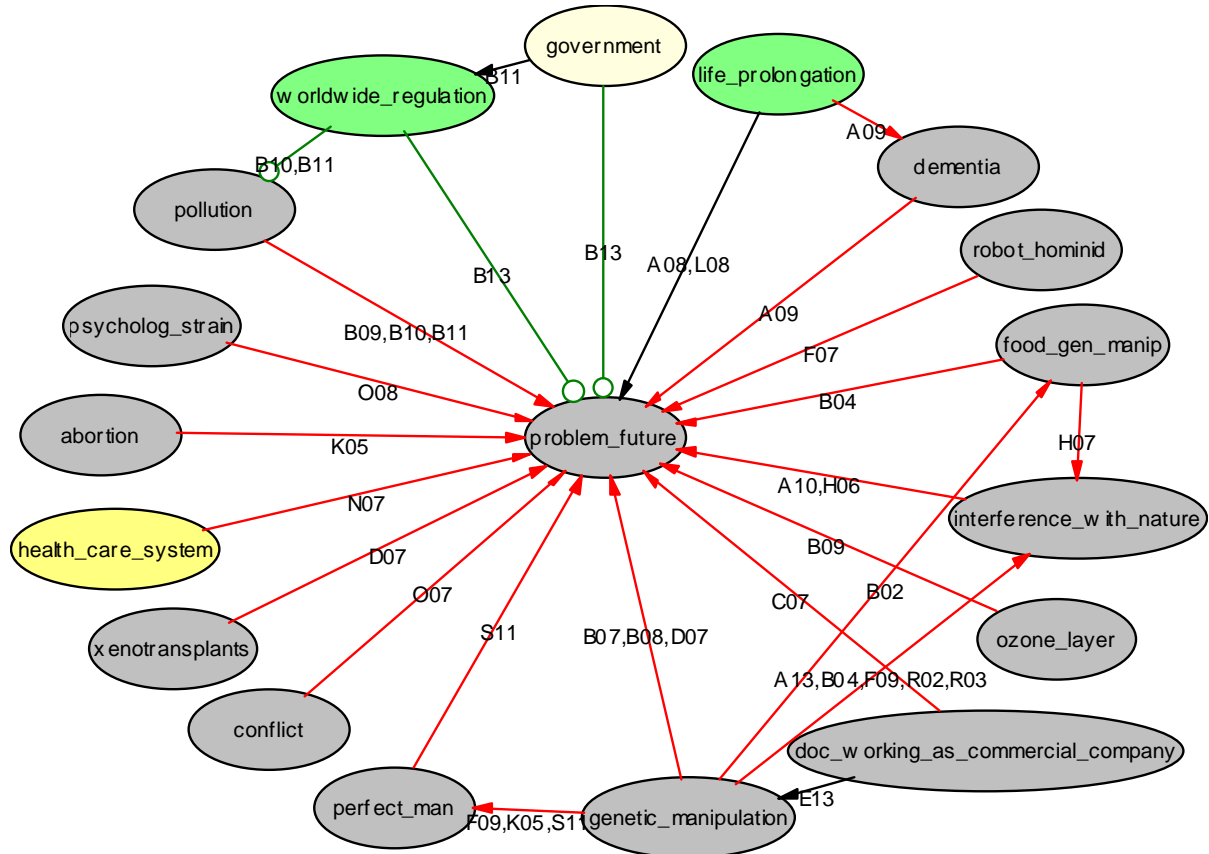 government
life_prolongation
B11
worldwide_regulation
A09
B10,B11
dementia
pollution
robot_hominid
B13
B13
A08,L08
psycholog_strain
B09,B10,B11
A09
food_gen_manip
F07
O08
B04
abortion
K05
problem_future
H07
A10,H06
N07
interference_with_nature
health_care_system
D07
B09
O07
C07
B02
xenotransplants
S11
B07,B08,D07
ozone_layer
A13,B04,F09,R02,R03
conflict
doc_working_as_commercial_company
perfect_man
F09,K05,S11
genetic_manipulation
E13